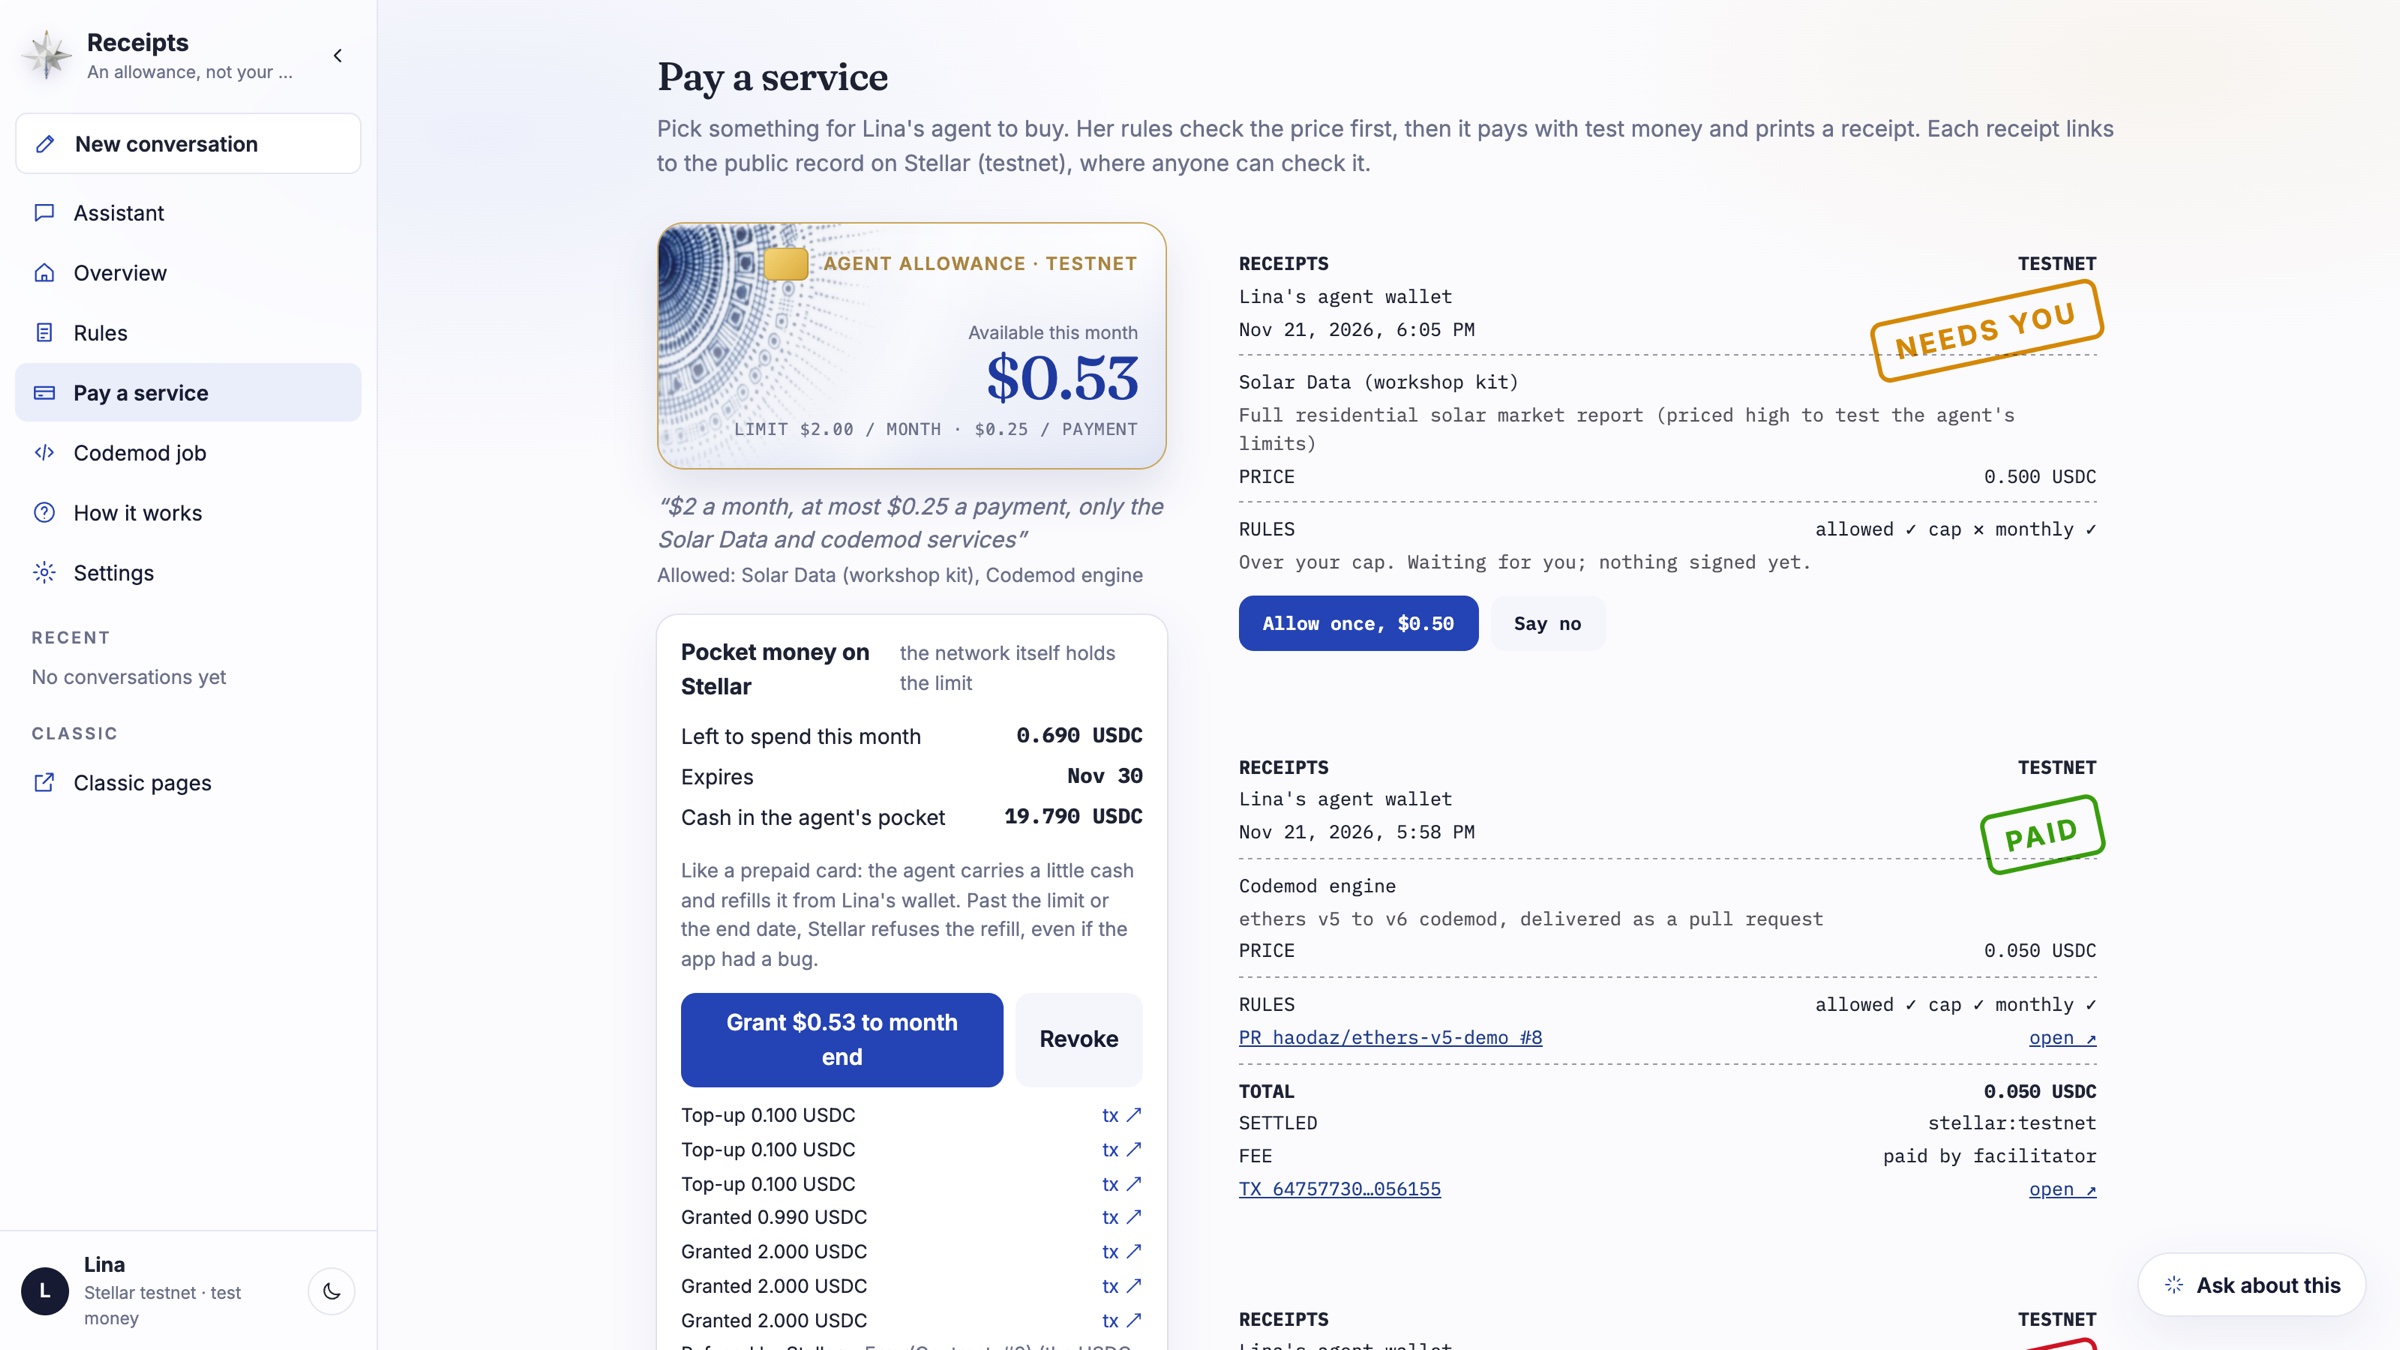 Receipts
An allowance, not your ...
New conversation
Assistant
Overview
Rules
Pay a service
Codemod job
How it works
Settings
RECENT
No conversations yet
CLASSIC
Classic pages
L
Lina
Stellar testnet · test
money
Pay a service
Pick something for Lina's agent to buy. Her rules check the price first, then it pays with test money and prints a receipt. Each receipt links
to the public record on Stellar (testnet), where anyone can check it.
AGENT ALLOWANCE · TESTNET
Available this month
$0.53
LIMIT $2.00 / MONTH · $0.25 / PAYMENT
“$2 a month, at most $0.25 a payment, only the
Solar Data and codemod services”
Allowed: Solar Data (workshop kit), Codemod engine
Pocket money on
Stellar
the network itself holds
the limit
Left to spend this month 0.690 USDC
Expires Nov 30
Cash in the agent's pocket 19.790 USDC
Like a prepaid card: the agent carries a little cash
and refills it from Lina's wallet. Past the limit or
the end date, Stellar refuses the refill, even if the
app had a bug.
Grant $0.53 to month
end
Revoke
Top-up 0.100 USDC tx ↗
Top-up 0.100 USDC tx ↗
Top-up 0.100 USDC tx ↗
Granted 0.990 USDC tx ↗
Granted 2.000 USDC tx ↗
Granted 2.000 USDC tx ↗
Granted 2.000 USDC tx ↗
RECEIPTS TESTNET
Lina's agent wallet
Nov 21, 2026, 6:05 PM
NEEDS YOU
Solar Data (workshop kit)
Full residential solar market report (priced high to test the agent's
limits)
PRICE 0.500 USDC
RULES allowed ✓ cap × monthly ✓
Over your cap. Waiting for you; nothing signed yet.
Allow once, $0.50 Say no
RECEIPTS TESTNET
Lina's agent wallet
Nov 21, 2026, 5:58 PM
PAID
Codemod engine
ethers v5 to v6 codemod, delivered as a pull request
PRICE 0.050 USDC
RULES allowed ✓ cap ✓ monthly ✓
PR haodaz/ethers-v5-demo #8 open ↗
TOTAL 0.050 USDC
SETTLED stellar:testnet
FEE paid by facilitator
TX 64757730…056155 open ↗
RECEIPTS TESTNET
Lina's agent wallet
Ask about this